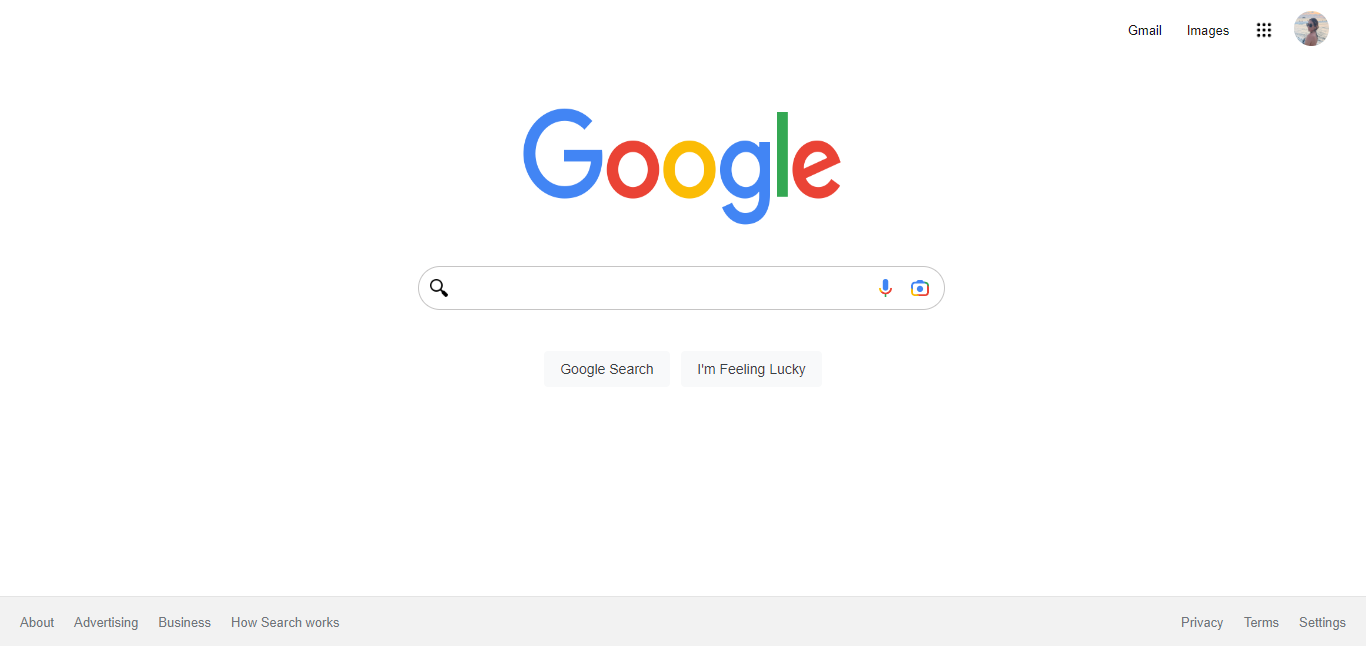 Gmail Images
Google
Google Search I'm Feeling Lucky
About Advertising Business How Search works Privacy Terms Settings